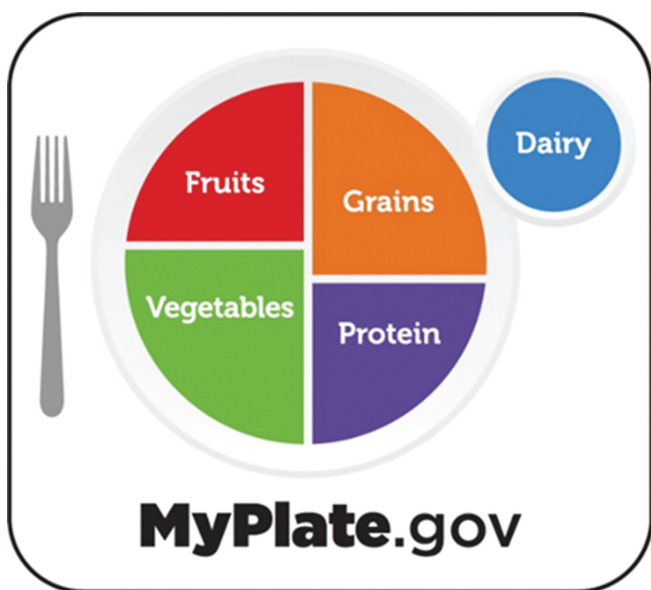 Fruits
Grains
Dairy
Vegetables
Protein
MyPlate.gov